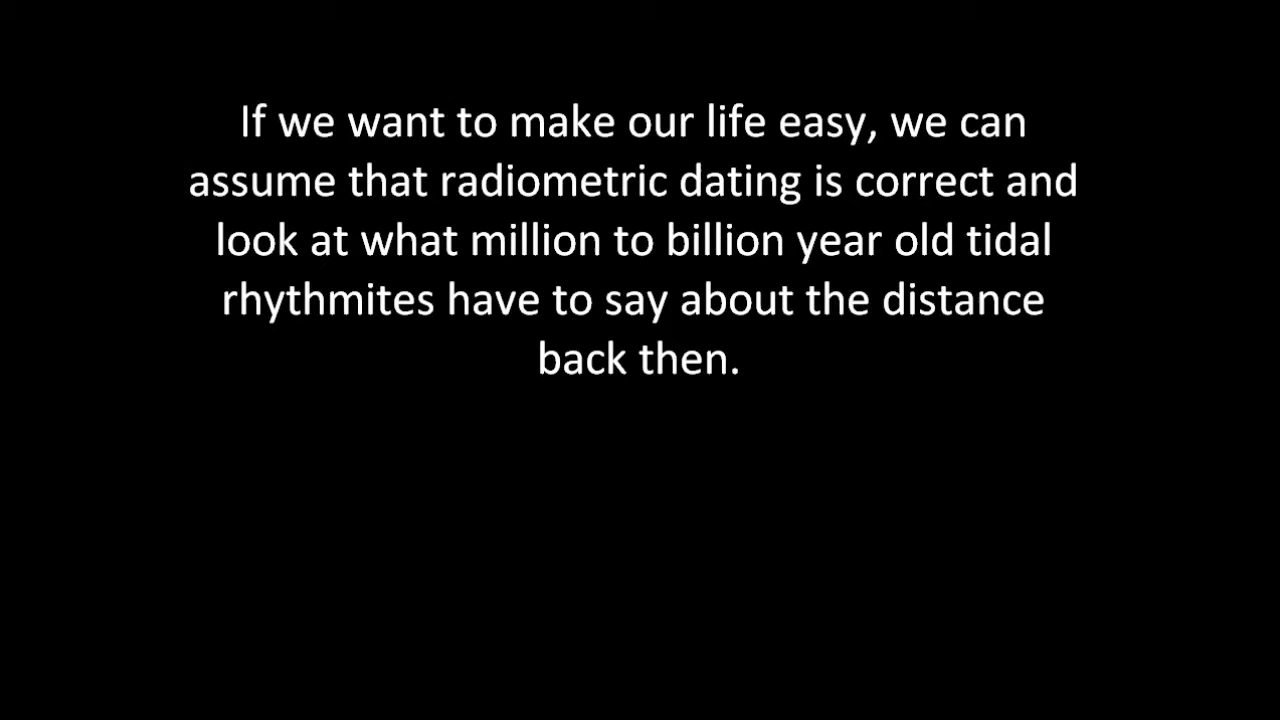 If we want to make our life easy, we can
assume that radiometric dating is correct and
look at what million to billion year old tidal
rhythmites have to say about the distance
back then.